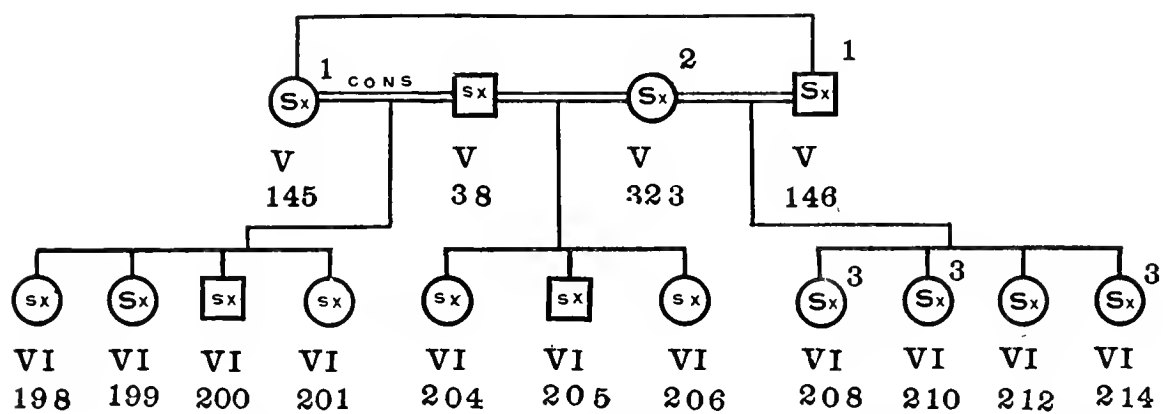 1 CONS 2 1
Sx sx Sx Sx
V V V V
145 38 323 146
3 3 3
sx Sx sx sx sx sx sx Sx Sx Sx Sx
VI VI VI VI VI VI VI VI VI VI VI
198 199 200 201 204 205 206 208 210 212 214